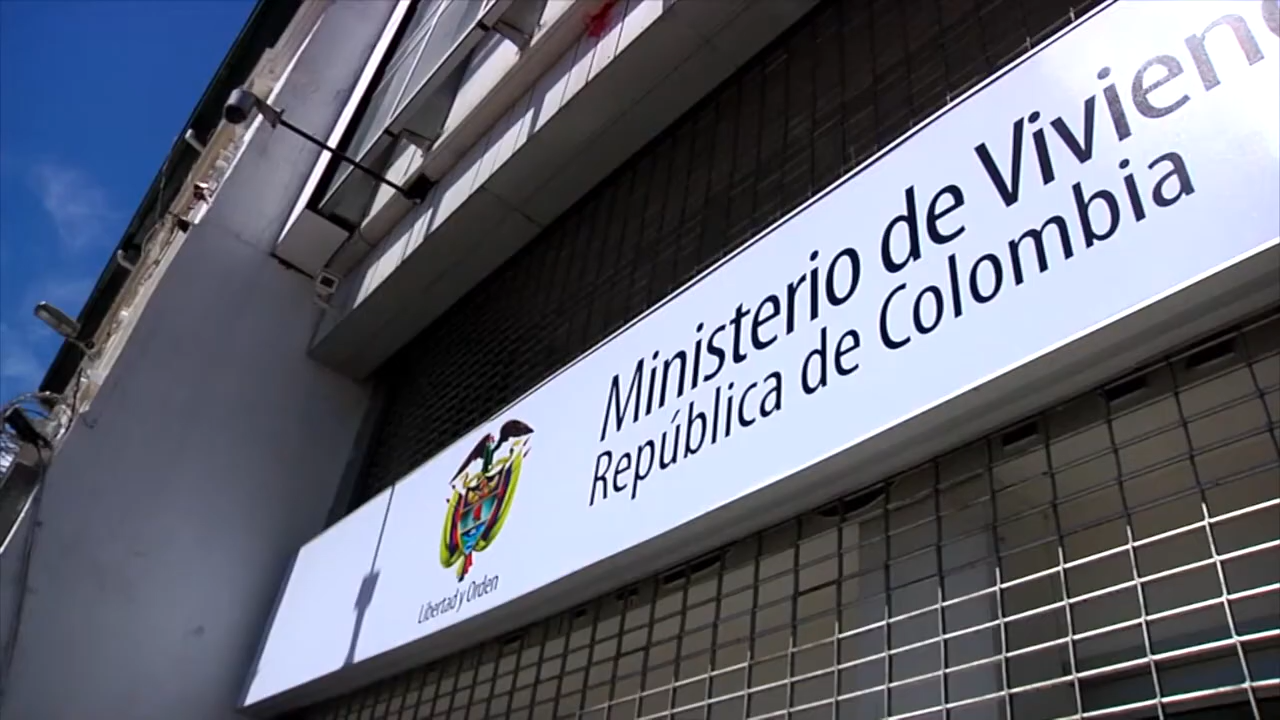 Ministerio de Vivien
República de Colombia
Libertad y Orden